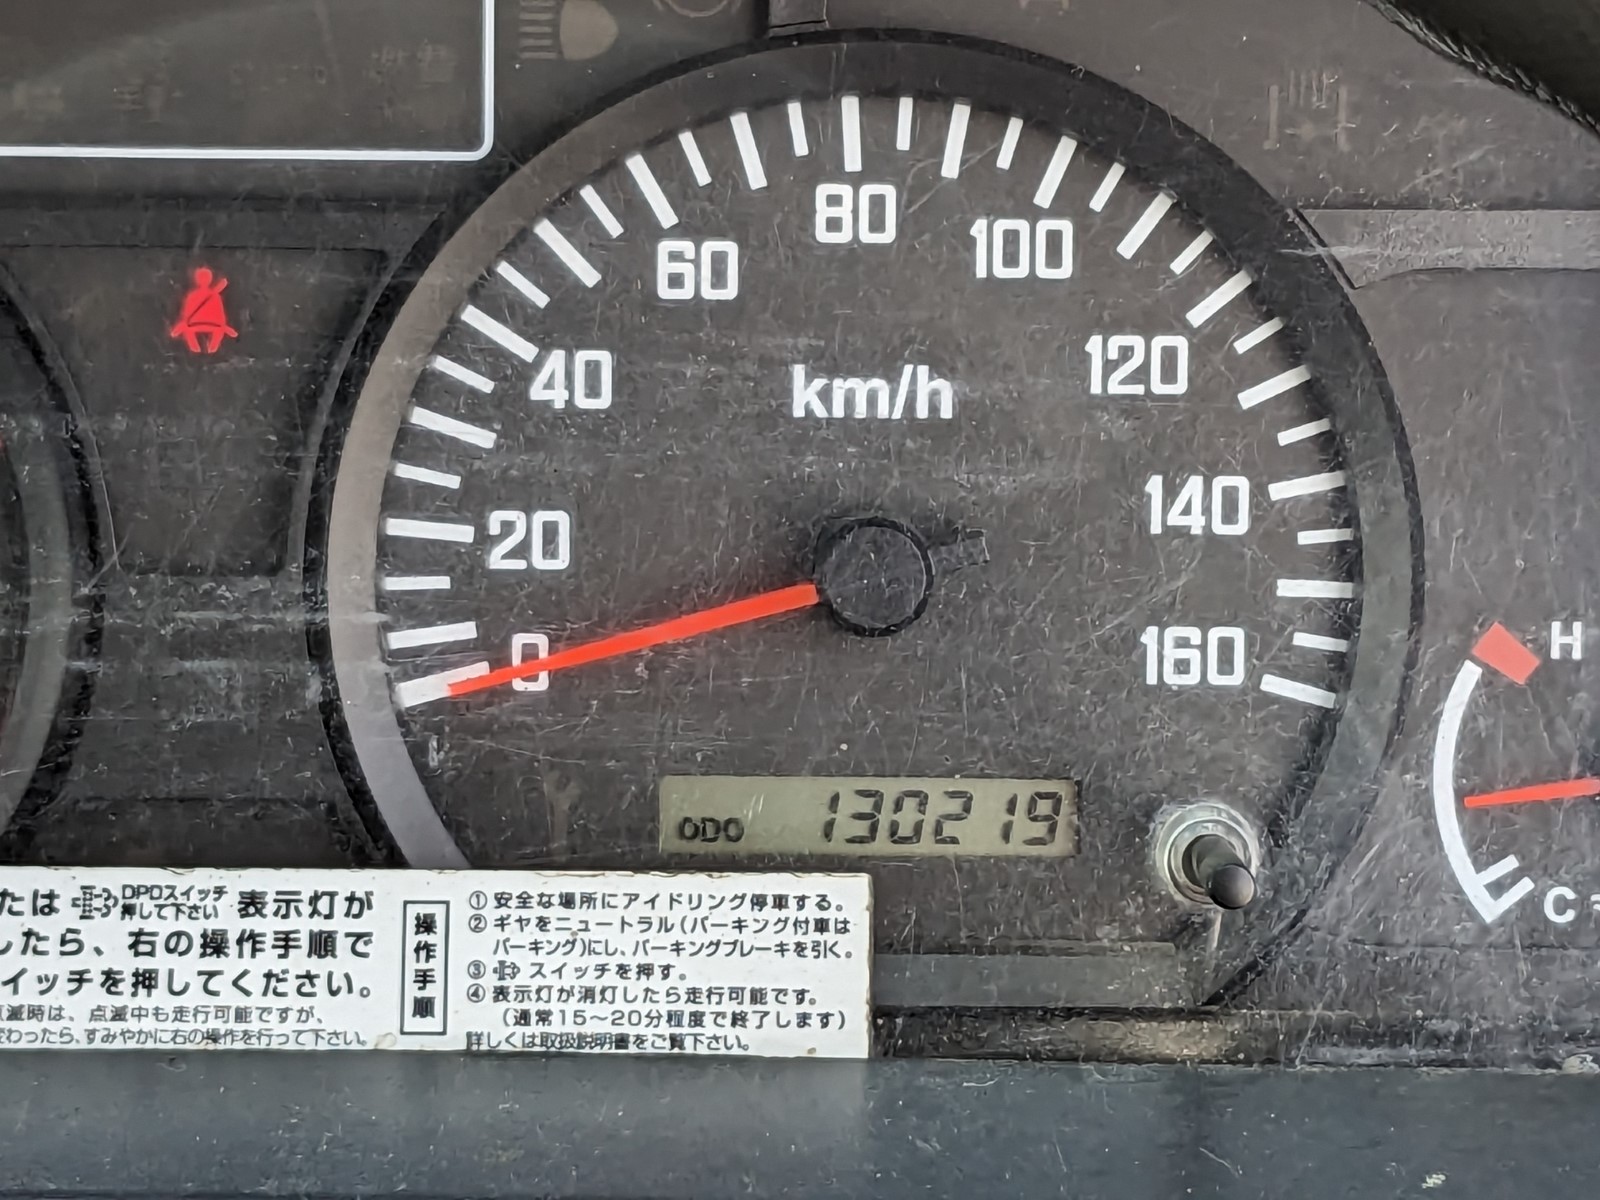 80
60
100
40
km/h
120
20
140
0
160
H
ODO 130219
C
たは DPDスイッチ 押して下さい 表示灯が
したら、右の操作手順で
イッチを押してください。
滅時は、点滅中も走行可能ですが、
変わったら、すみやかに右の操作を行って下さい。
操作手順
① 安全な場所にアイドリング停車する。
② ギヤをニュートラル(パーキング付車は
パーキング)にし、パーキングブレーキを引く。
③ スイッチを押す。
④ 表示灯が消灯したら走行可能です。
(通常15〜20分程度で終了します)
詳しくは取扱説明書をご覧下さい。